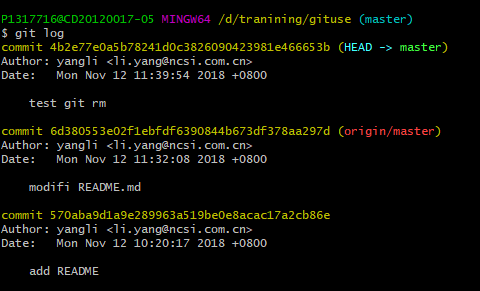 P1317716@CD20120017-05 MINGW64 /d/tranining/gituse (master)
$ git log
commit 4b2e77e0a5b78241d0c3826090423981e466653b (HEAD -> master)
Author: yangli <li.yang@ncsi.com.cn>
Date:   Mon Nov 12 11:39:54 2018 +0800

    test git rm

commit 6d380553e02f1ebfdf6390844b673df378aa297d (origin/master)
Author: yangli <li.yang@ncsi.com.cn>
Date:   Mon Nov 12 11:32:08 2018 +0800

    modifi README.md

commit 570aba9d1a9e289963a519be0e8acac17a2cb86e
Author: yangli <li.yang@ncsi.com.cn>
Date:   Mon Nov 12 10:20:17 2018 +0800

    add README